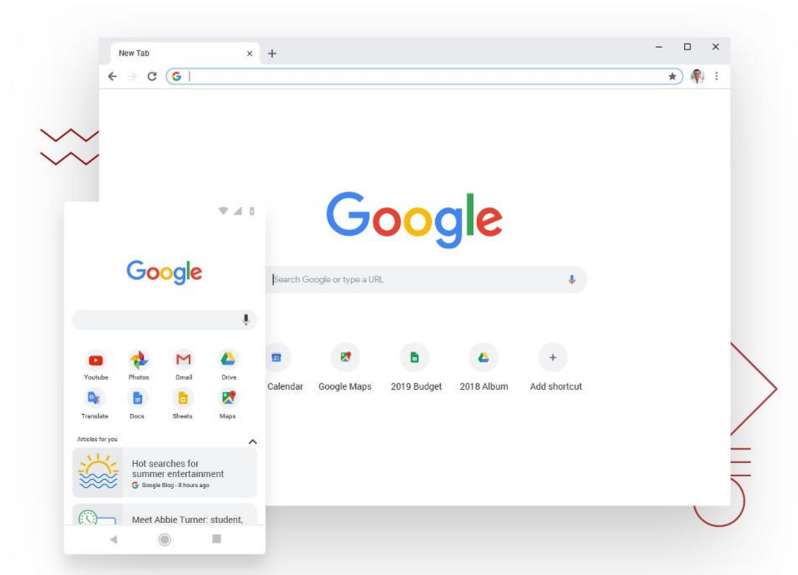 New Tab
Google
Search Google or type a URL
Calendar
Google Maps
2019 Budget
2018 Album
Add shortcut
Google
Youtube
Photos
Gmail
Drive
Translate
Docs
Sheets
Maps
Articles for you
Hot searches for
summer entertainment
Google Blog - 8 hours ago
Meet Abbie Turner: student,